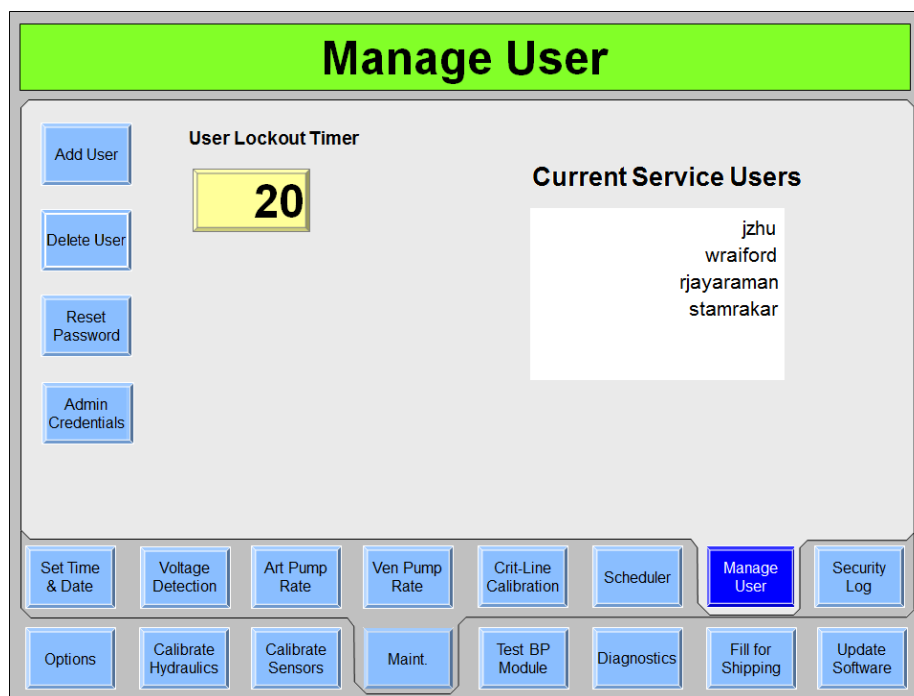 Manage User
Add User
User Lockout Timer
20
Delete User
Reset
Password
Admin
Credentials
Current Service Users
jzhu
wraiford
rjayaraman
stamrakar
Set Time
& Date
Voltage
Detection
Art Pump
Rate
Ven Pump
Rate
Crit-Line
Calibration
Scheduler
Manage
User
Security
Log
Options
Calibrate
Hydraulics
Calibrate
Sensors
Maint.
Test BP
Module
Diagnostics
Fill for
Shipping
Update
Software